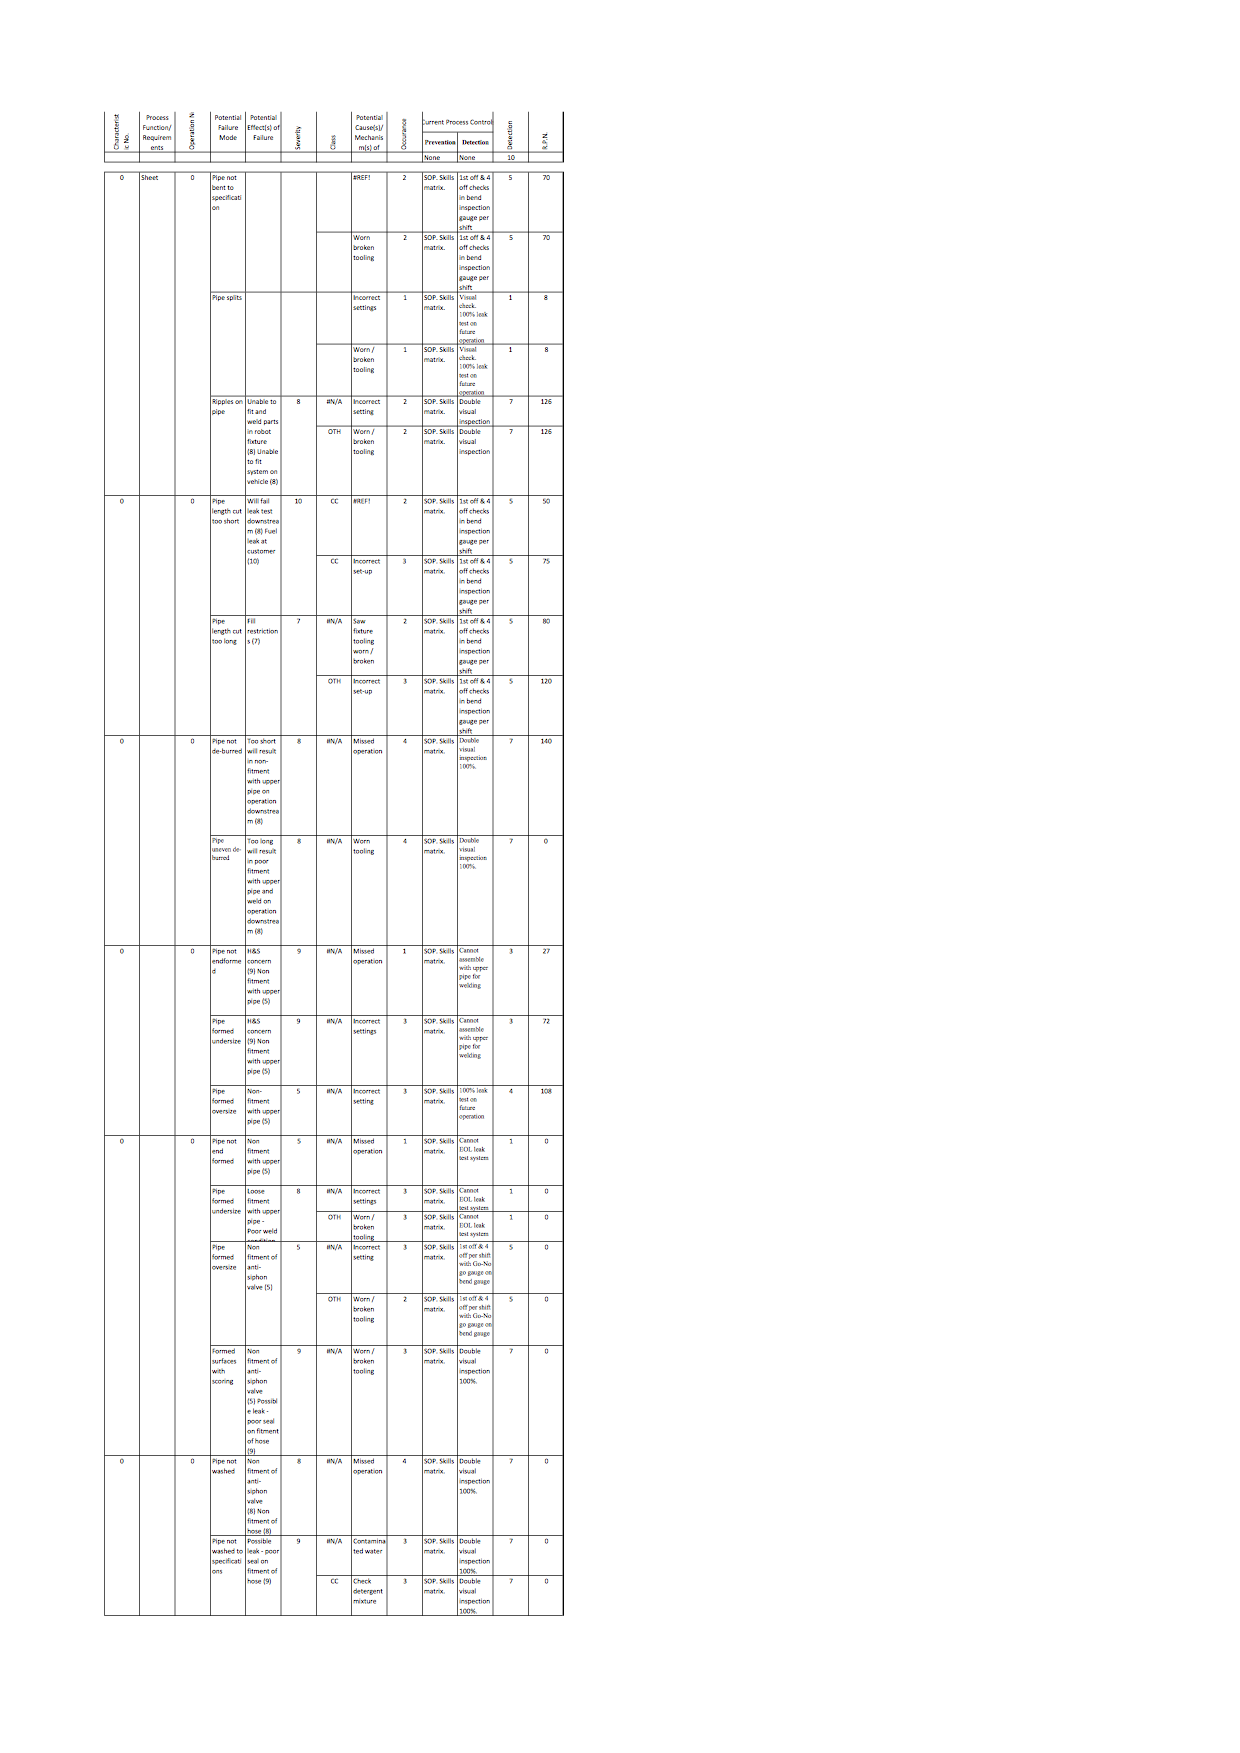 Characterist
ic No.
Process
Function/
Requirem
ents
Operation N
Potential
Failure
Mode
Potential
Effect(s) of
Failure
Severity
Class
Potential
Cause(s)/
Mechanis
m(s) of
Occurance
Current Process Control
Prevention
Detection
Detection
R.P.N.
None
None
10
0
Sheet
0
Pipe not
bent to
specificati
on
#REF!
2
SOP. Skills
matrix.
1st off & 4
off checks
in bend
inspection
gauge per
shift
5
70
Worn
broken
tooling
2
SOP. Skills
matrix.
1st off & 4
off checks
in bend
inspection
gauge per
shift
5
70
Pipe splits
Incorrect
settings
1
SOP. Skills
matrix.
Visual
check.
100% leak
test on
future
operation
1
8
Worn /
broken
tooling
1
SOP. Skills
matrix.
Visual
check.
100% leak
test on
future
operation
1
8
Ripples on
pipe
Unable to
fit and
weld parts
in robot
fixture
(8) Unable
to fit
system on
vehicle (8)
8
#N/A
Incorrect
setting
2
SOP. Skills
matrix.
Double
visual
inspection
7
126
OTH
Worn /
broken
tooling
2
SOP. Skills
matrix.
Double
visual
inspection
7
126
0
0
Pipe
length cut
too short
Will fail
leak test
downstrea
m (8) Fuel
leak at
customer
(10)
10
CC
#REF!
2
SOP. Skills
matrix.
1st off & 4
off checks
in bend
inspection
gauge per
shift
5
50
CC
Incorrect
set-up
3
SOP. Skills
matrix.
1st off & 4
off checks
in bend
inspection
gauge per
shift
5
75
Pipe
length cut
too long
Fill
restriction
s (7)
7
#N/A
Saw
fixture
tooling
worn /
broken
2
SOP. Skills
matrix.
1st off & 4
off checks
in bend
inspection
gauge per
shift
5
80
OTH
Incorrect
set-up
3
SOP. Skills
matrix.
1st off & 4
off checks
in bend
inspection
gauge per
shift
5
120
0
0
Pipe not
de-burred
Too short
will result
in non-
fitment
with upper
pipe on
operation
downstrea
m (8)
8
#N/A
Missed
operation
4
SOP. Skills
matrix.
Double
visual
inspection
100%.
7
140
Pipe
uneven de-
burred
Too long
will result
in poor
fitment
with upper
pipe and
weld on
operation
downstrea
m (8)
8
#N/A
Worn
tooling
4
SOP. Skills
matrix.
Double
visual
inspection
100%.
7
0
0
0
Pipe not
endforme
d
H&S
concern
(9) Non
fitment
with upper
pipe (5)
9
#N/A
Missed
operation
1
SOP. Skills
matrix.
Cannot
assemble
with upper
pipe for
welding
3
27
Pipe
formed
undersize
H&S
concern
(9) Non
fitment
with upper
pipe (5)
9
#N/A
Incorrect
settings
3
SOP. Skills
matrix.
Cannot
assemble
with upper
pipe for
welding
3
72
Pipe
formed
oversize
Non-
fitment
with upper
pipe (5)
5
#N/A
Incorrect
setting
3
SOP. Skills
matrix.
100% leak
test on
future
operation
4
108
0
0
Pipe not
end
formed
Non
fitment
with upper
pipe (5)
5
#N/A
Missed
operation
1
SOP. Skills
matrix.
Cannot
EOL leak
test system
1
0
Pipe
formed
undersize
Loose
fitment
with upper
pipe -
Poor weld
condition
8
#N/A
Incorrect
settings
3
SOP. Skills
matrix.
Cannot
EOL leak
test system
1
0
OTH
Worn /
broken
tooling
3
SOP. Skills
matrix.
Cannot
EOL leak
test system
1
0
Pipe
formed
oversize
Non
fitment of
anti-
siphon
valve (5)
5
#N/A
Incorrect
setting
3
SOP. Skills
matrix.
1st off & 4
off per shift
with Go-No
go gauge on
bend gauge
5
0
OTH
Worn /
broken
tooling
2
SOP. Skills
matrix.
1st off & 4
off per shift
with Go-No
go gauge on
bend gauge
5
0
Formed
surfaces
with
scoring
Non
fitment of
anti-
siphon
valve
(5) Possibl
e leak -
poor seal
on fitment
of hose
(9)
9
#N/A
Worn /
broken
tooling
3
SOP. Skills
matrix.
Double
visual
inspection
100%.
7
0
0
0
Pipe not
washed
Non
fitment of
anti-
siphon
valve
(8) Non
fitment of
hose (8)
8
#N/A
Missed
operation
4
SOP. Skills
matrix.
Double
visual
inspection
100%.
7
0
Pipe not
washed to
specificati
ons
Possible
leak - poor
seal on
fitment of
hose (9)
9
#N/A
Contamina
ted water
3
SOP. Skills
matrix.
Double
visual
inspection
100%.
7
0
CC
Check
detergent
mixture
3
SOP. Skills
matrix.
Double
visual
inspection
100%.
7
0